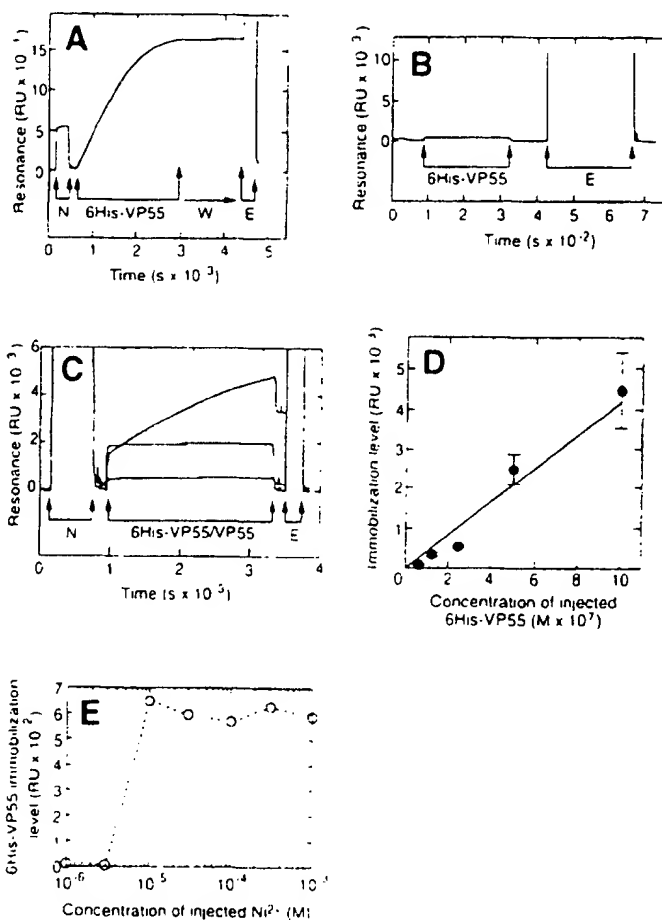 A
Resonance (RU x 10
15
10
5
0
N
6His-VP55
W
E
0
1
2
3
4
5
Time (s x 10⁻³)
B
Resonance (RU x 10⁻³)
10
5
0
6His-VP55
E
0
1
2
3
4
5
6
7
Time (s x 10⁻²)
C
Resonance (RU x 10⁻³)
6
4
2
0
N
6His-VP55/VP55
E
0
1
2
3
4
Time (s x 10
D
Immobilization level (RU x 10⁻³)
5
4
3
2
1
0
2
4
6
8
10
Concentration of injected
6His-VP55 (M x 10⁷)
E
6His-VP55 immobilization
level (RU x 10⁻²)
7
6
5
4
3
2
1
0
10⁻⁶
10⁻⁵
10⁻⁴
10⁻³
Concentration of injected Ni²⁺ (M)